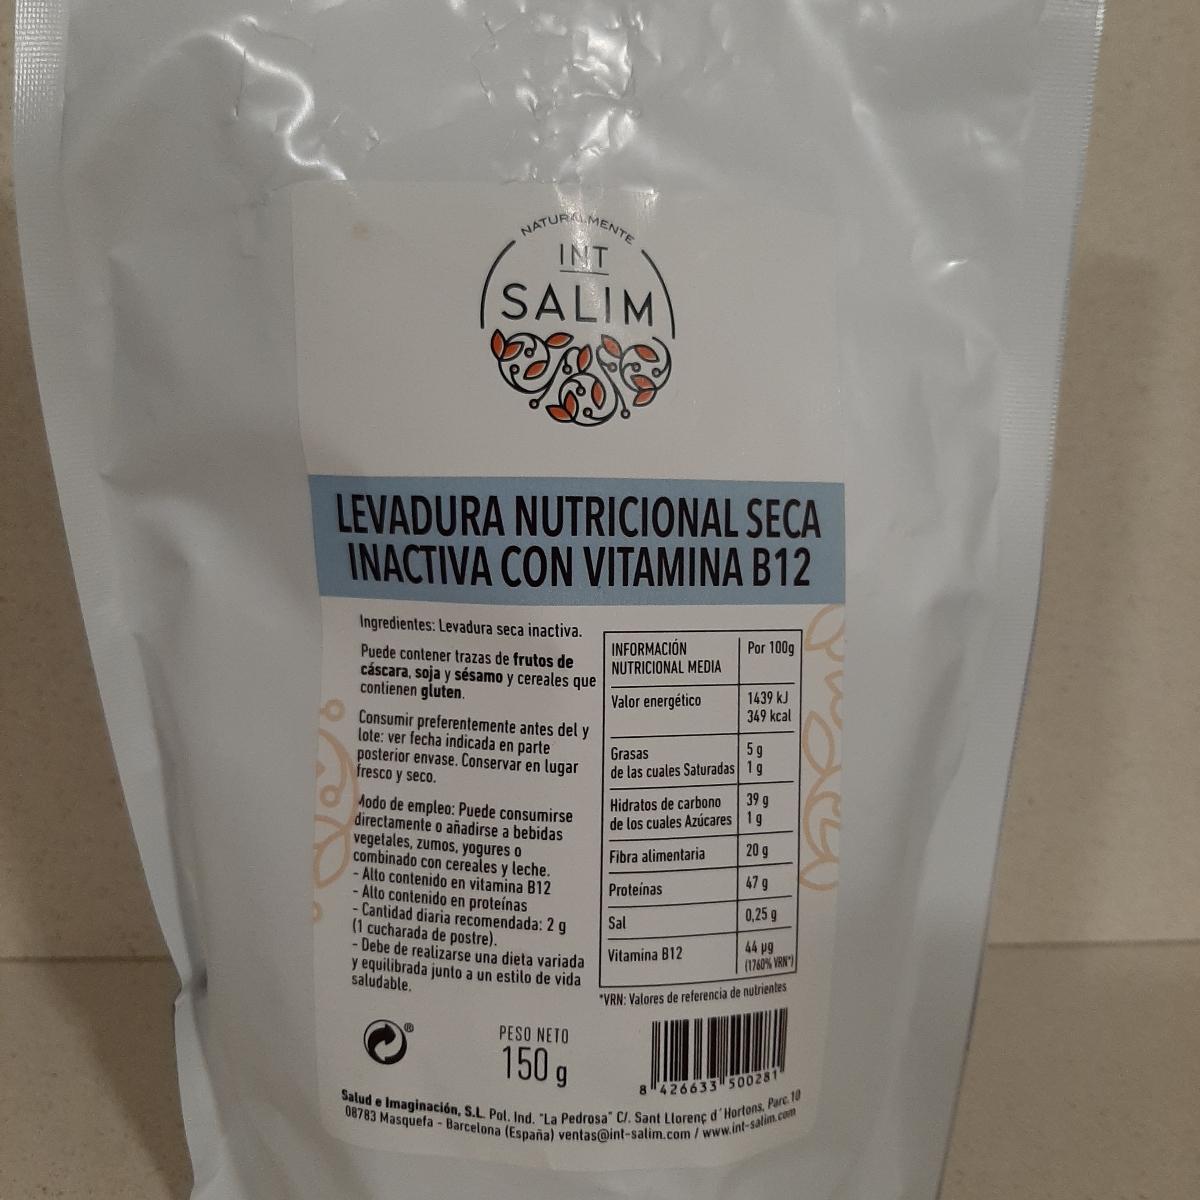 NATURALMENTE
INT
SALIM
LEVADURA NUTRICIONAL SECA
INACTIVA CON VITAMINA B12
Ingredientes: Levadura seca inactiva.
Puede contener trazas de frutos de
cáscara, soja y sésamo y cereales que
contienen gluten.
Consumir preferentemente antes del y
lote: ver fecha indicada en parte
posterior envase. Conservar en lugar
fresco y seco.
Modo de empleo: Puede consumirse
directamente o añadirse a bebidas
vegetales, zumos, yogures o
combinado con cereales y leche.
- Alto contenido en vitamina B12
- Alto contenido en proteínas
- Cantidad diaria recomendada: 2 g
(1 cucharada de postre).
- Debe de realizarse una dieta variada
y equilibrada junto a un estilo de vida
saludable.
INFORMACIÓN Por 100g
NUTRICIONAL MEDIA
Valor energético 1439 kJ
349 kcal
Grasas 5 g
de las cuales Saturadas 1 g
Hidratos de carbono 39 g
de los cuales Azúcares 1 g
Fibra alimentaria 20 g
Proteínas 47 g
Sal 0,25 g
Vitamina B12 44 µg
(1760% VRN*)
*VRN: Valores de referencia de nutrientes
®
PESO NETO
150 g
8 426633 500281
Salud e Imaginación, S.L. Pol. Ind. "La Pedrosa" C/. Sant Llorenç d´Hortons, Parc. 10
08783 Masquefa - Barcelona (España) ventas@int-salim.com / www.int-salim.com